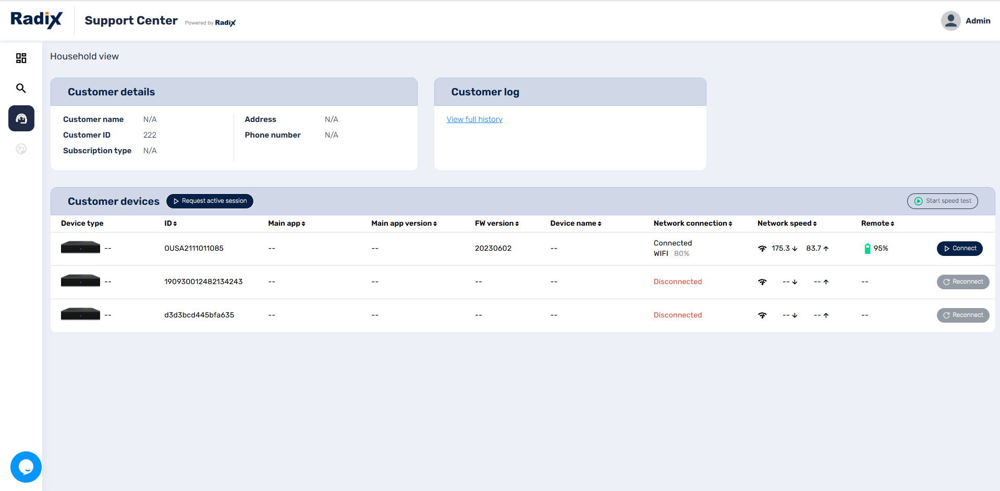 Radix
Support Center Powered by Radix
Admin
Household view
Customer details
Customer name N/A Address N/A
Customer ID 222 Phone number N/A
Subscription type N/A
Customer log
View full history
Customer devices Request active session Start speed test
Device type ID Main app Main app version FW version Device name Network connection Network speed Remote
-- OUSA2111011085 -- -- 20230602 -- Connected WIFI 80% 175.3 ↓ 83.7 ↑ 95% Connect
-- 190930012482134243 -- -- -- -- Disconnected -- ↓ -- ↑ -- Reconnect
-- d3d3bcd445bfa635 -- -- -- -- Disconnected -- ↓ -- ↑ -- Reconnect